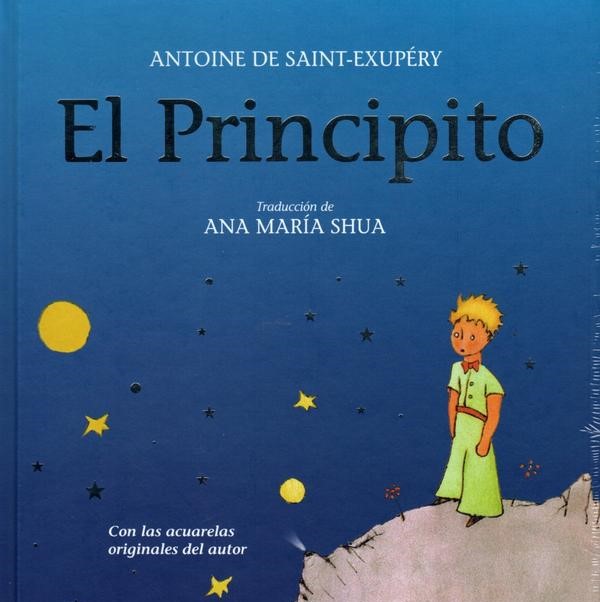 ANTOINE DE SAINT-EXUPÉRY
El Principito
Traducción de
ANA MARÍA SHUA
Con las acuarelas
originales del autor